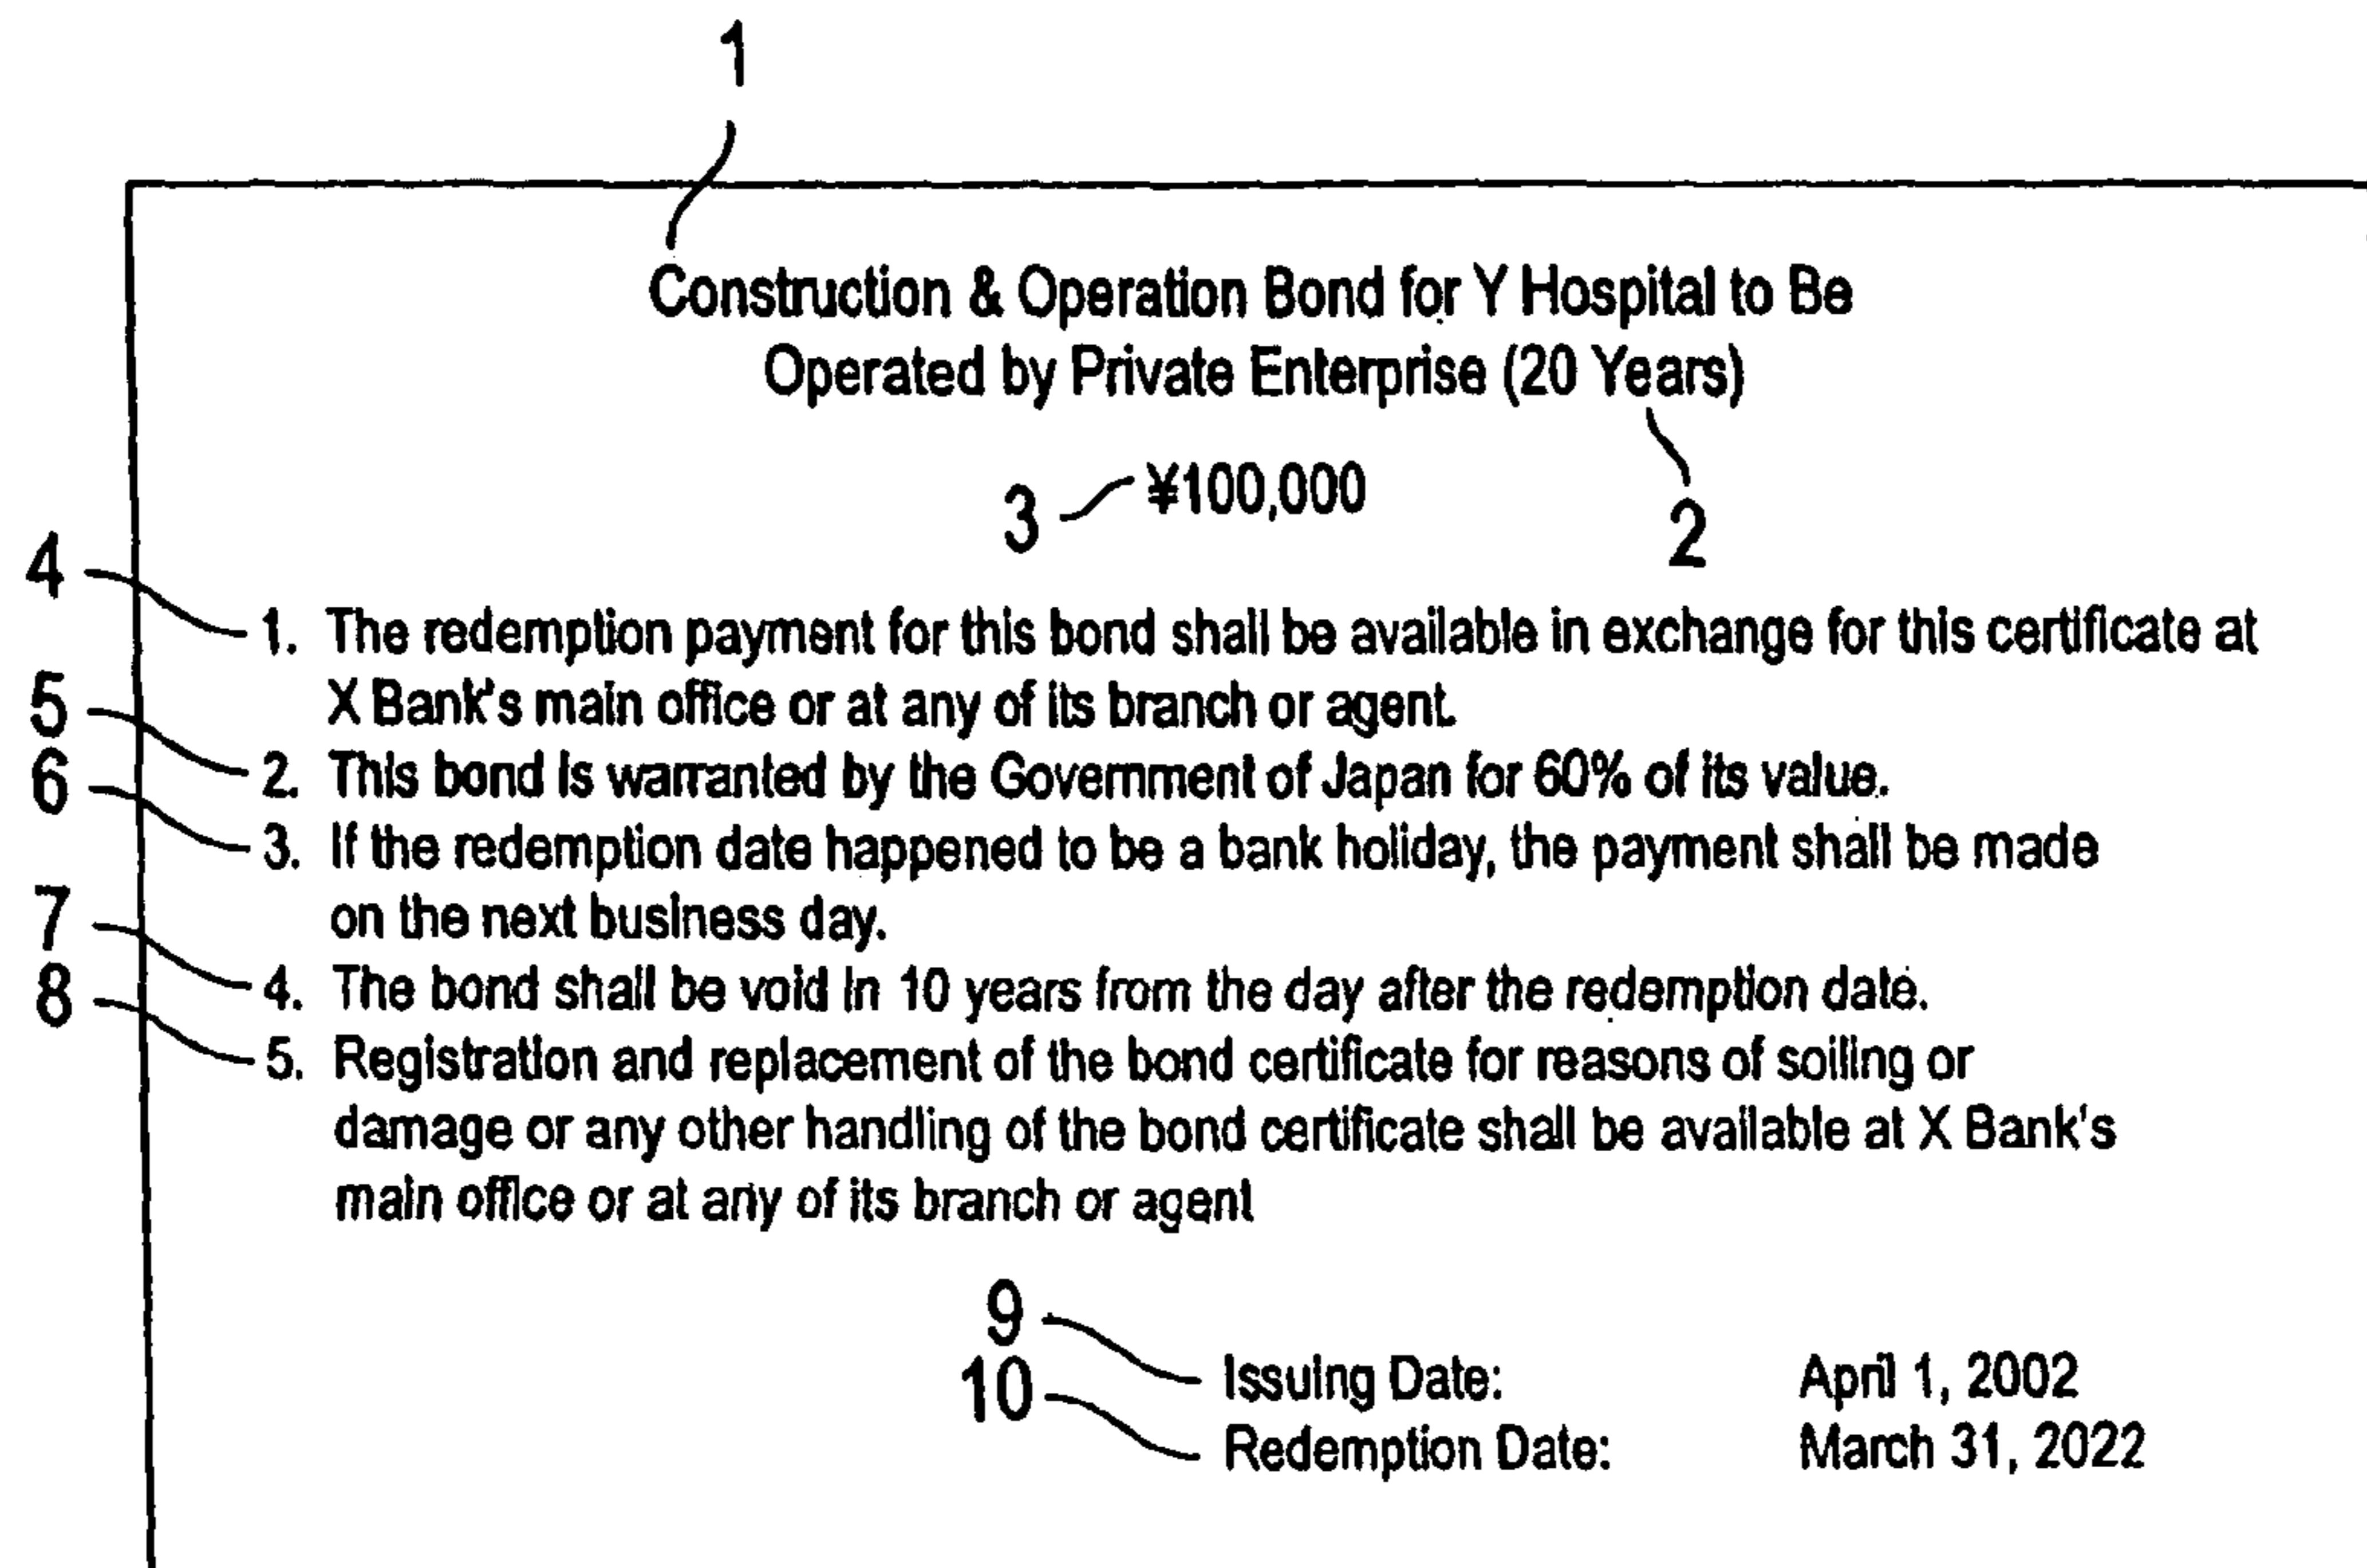 1
Construction & Operation Bond for Y Hospital to Be
Operated by Private Enterprise (20 Years)
3 ¥100,000 2
4
1. The redemption payment for this bond shall be available in exchange for this certificate at
5 X Bank's main office or at any of its branch or agent.
6 2. This bond is warranted by the Government of Japan for 60% of its value.
3. If the redemption date happened to be a bank holiday, the payment shall be made
7 on the next business day.
8 4. The bond shall be void in 10 years from the day after the redemption date.
5. Registration and replacement of the bond certificate for reasons of soiling or
damage or any other handling of the bond certificate shall be available at X Bank's
main office or at any of its branch or agent
9
Issuing Date: April 1, 2002
10
Redemption Date: March 31, 2022